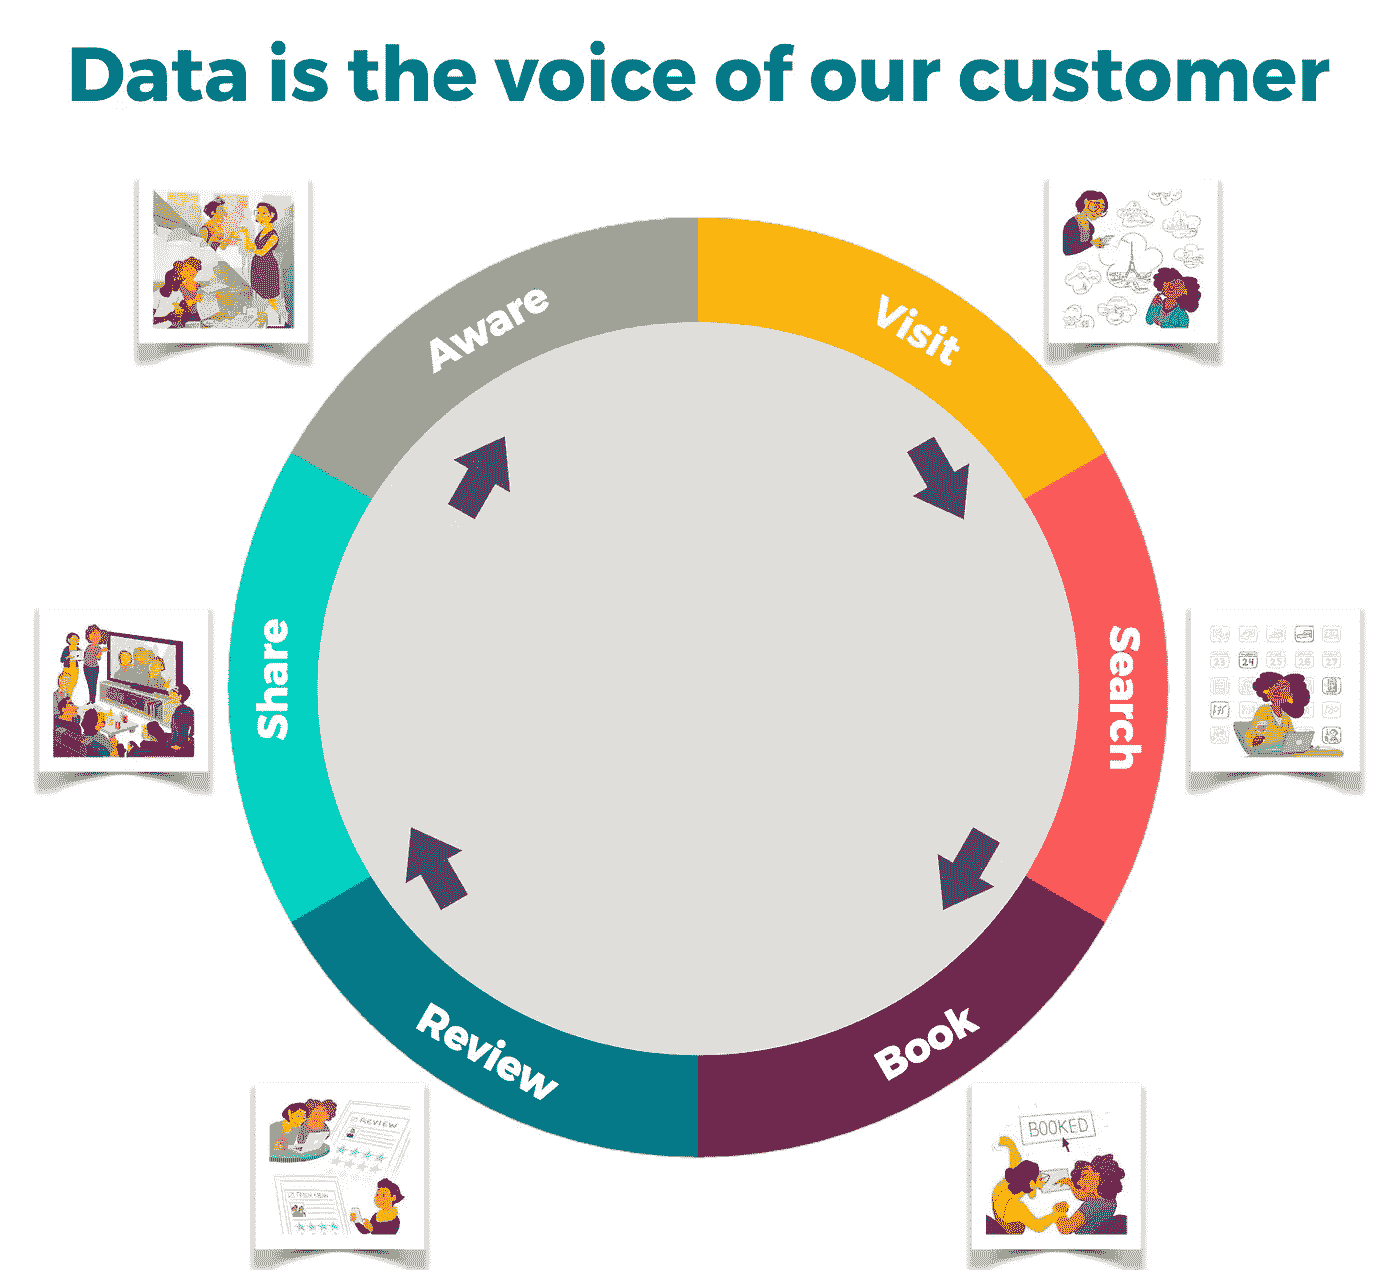 Data is the voice of our customer
Aware
Visit
Share
Search
23 24 25 26 27
Review
Book
REVIEW
BOOKED